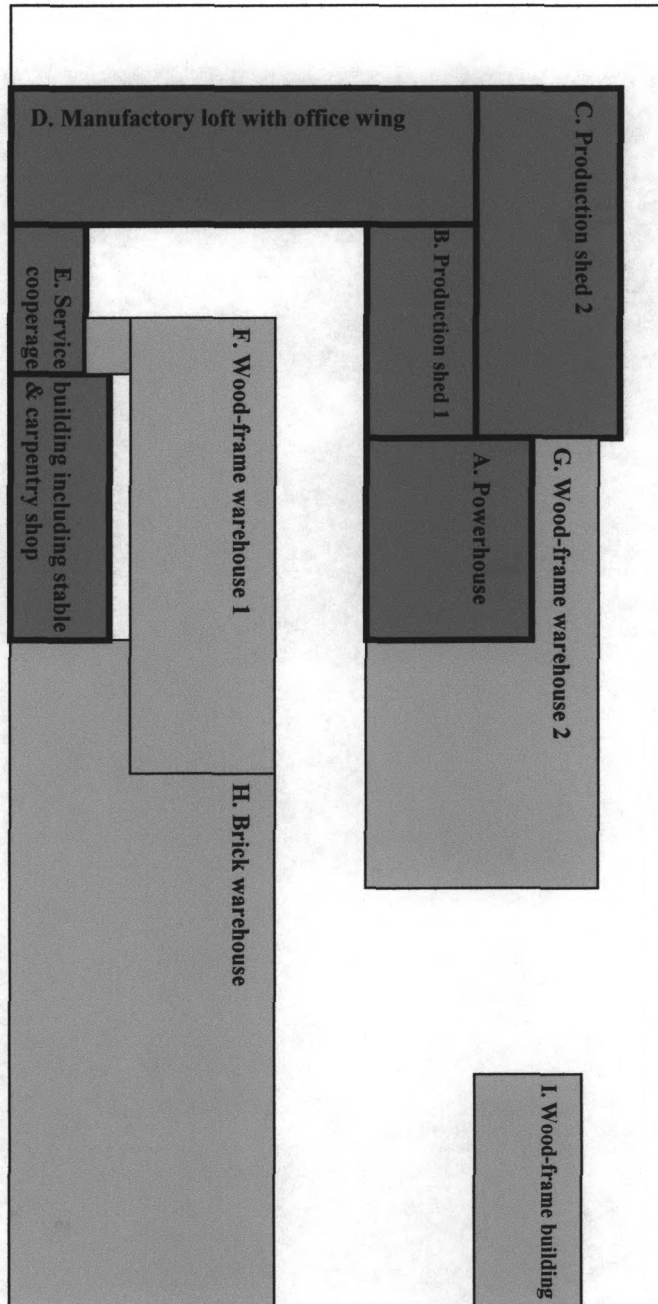 D. Manufactory loft with office wing
C. Production shed 2
B. Production shed 1
E. Service building including stable
cooperage & carpentry shop
F. Wood-frame warehouse 1
A. Powerhouse
G. Wood-frame warehouse 2
H. Brick warehouse
I. Wood-frame building